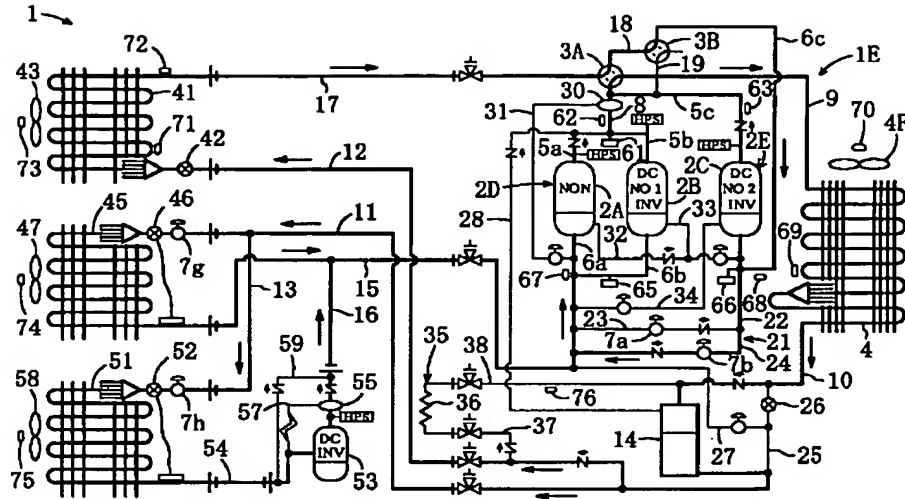 1
72
18
3A
3B
6c
1E
43
41
17
30
19
63
9
31
62
8
5c
70
4F
HPS
71
42
73
12
5a
HPS
6
5b
HPS
2E
2C
2D
NON
DC
NO 1
INV
2B
DC
NO 2
INV
46
45
11
28
2A
33
32
69
47
7g
13
15
67
6a
6b
65
66
68
74
16
34
23
7a
22
21
24
4
52
51
59
35
38
7b
10
58
57
55
36
76
26
7h
HPS
37
14
27
25
75
54
DC
INV
53